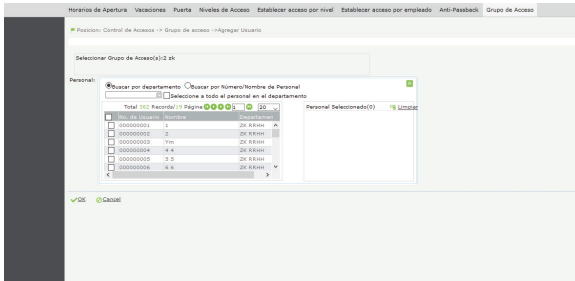 Horarios de Apertura Vacaciones Puerta Niveles de Acceso Establecer acceso por nivel Establecer acceso por empleado Anti-Passback Grupo de Acceso
Posicion: Control de Accesos -> Grupo de acceso ->Agregar Usuario
Seleccionar Grupo de Acceso(s):2 zk
Personal:
Buscar por departamento Buscar por Número/Nombre de Personal
Seleccione a todo el personal en el departamento
Total 362 Records/19 Página 1 20 Personal Seleccionado(0) Limpiar
No. de Usuario Nombre Departamen
000000001 1 ZK RRHH
000000002 2 ZK RRHH
000000003 Ym ZK RRHH
000000004 4 4 ZK RRHH
000000005 5 5 ZK RRHH
000000006 6 6 ZK RRHH
OK Cancel